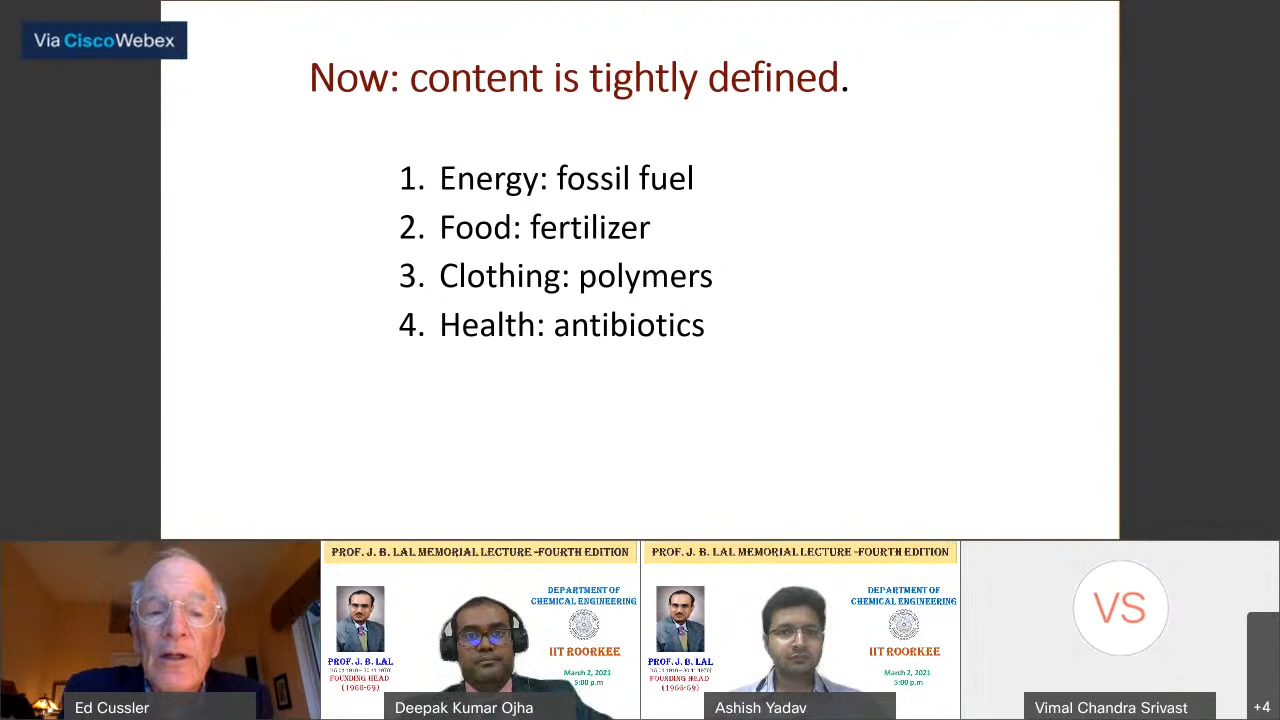 Via Cisco Webex
Now: content is tightly defined.
1. Energy: fossil fuel
2. Food: fertilizer
3. Clothing: polymers
4. Health: antibiotics
Ed Cussler
PROF. J. B. LAL MEMORIAL LECTURE -FOURTH EDITION
DEPARTMENT OF
CHEMICAL ENGINEERING
IIT ROORKEE
PROF. J. B. LAL
FOUNDING HEAD
(1966-69)
March 2, 2021
5:00 p.m
Deepak Kumar Ojha
PROF. J. B. LAL MEMORIAL LECTURE -FOURTH EDITION
DEPARTMENT OF
CHEMICAL ENGINEERING
IIT ROORKEE
PROF. J. B. LAL
FOUNDING HEAD
(1966-69)
March 2, 2021
5:00 p.m
Ashish Yadav
VS
Vimal Chandra Srivast
+4